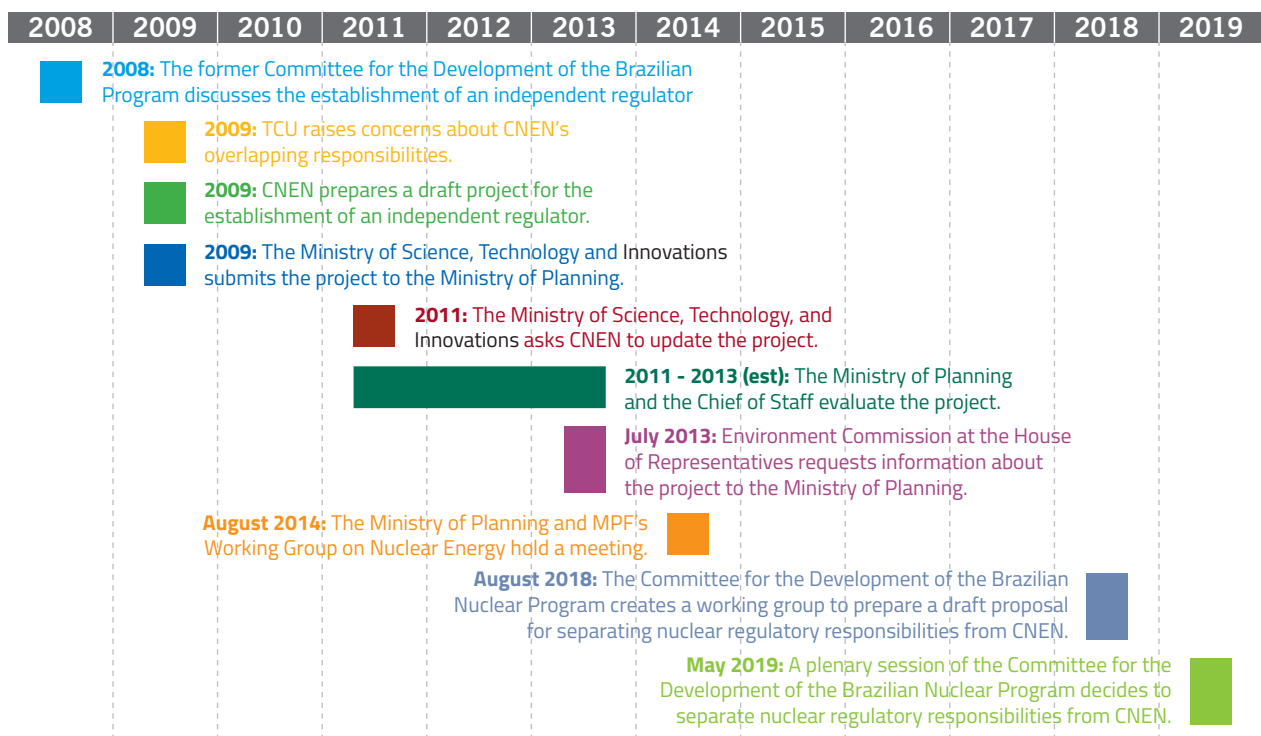 2008 2009 2010 2011 2012 2013 2014 2015 2016 2017 2018 2019
2008: The former Committee for the Development of the Brazilian
Program discusses the establishment of an independent regulator
2009: TCU raises concerns about CNEN's
overlapping responsibilities.
2009: CNEN prepares a draft project for the
establishment of an independent regulator.
2009: The Ministry of Science, Technology and Innovations
submits the project to the Ministry of Planning.
2011: The Ministry of Science, Technology, and
Innovations asks CNEN to update the project.
2011 - 2013 (est): The Ministry of Planning
and the Chief of Staff evaluate the project.
July 2013: Environment Commission at the House
of Representatives requests information about
the project to the Ministry of Planning.
August 2014: The Ministry of Planning and MPF's
Working Group on Nuclear Energy hold a meeting.
August 2018: The Committee for the Development of the Brazilian
Nuclear Program creates a working group to prepare a draft proposal
for separating nuclear regulatory responsibilities from CNEN.
May 2019: A plenary session of the Committee for the
Development of the Brazilian Nuclear Program decides to
separate nuclear regulatory responsibilities from CNEN.